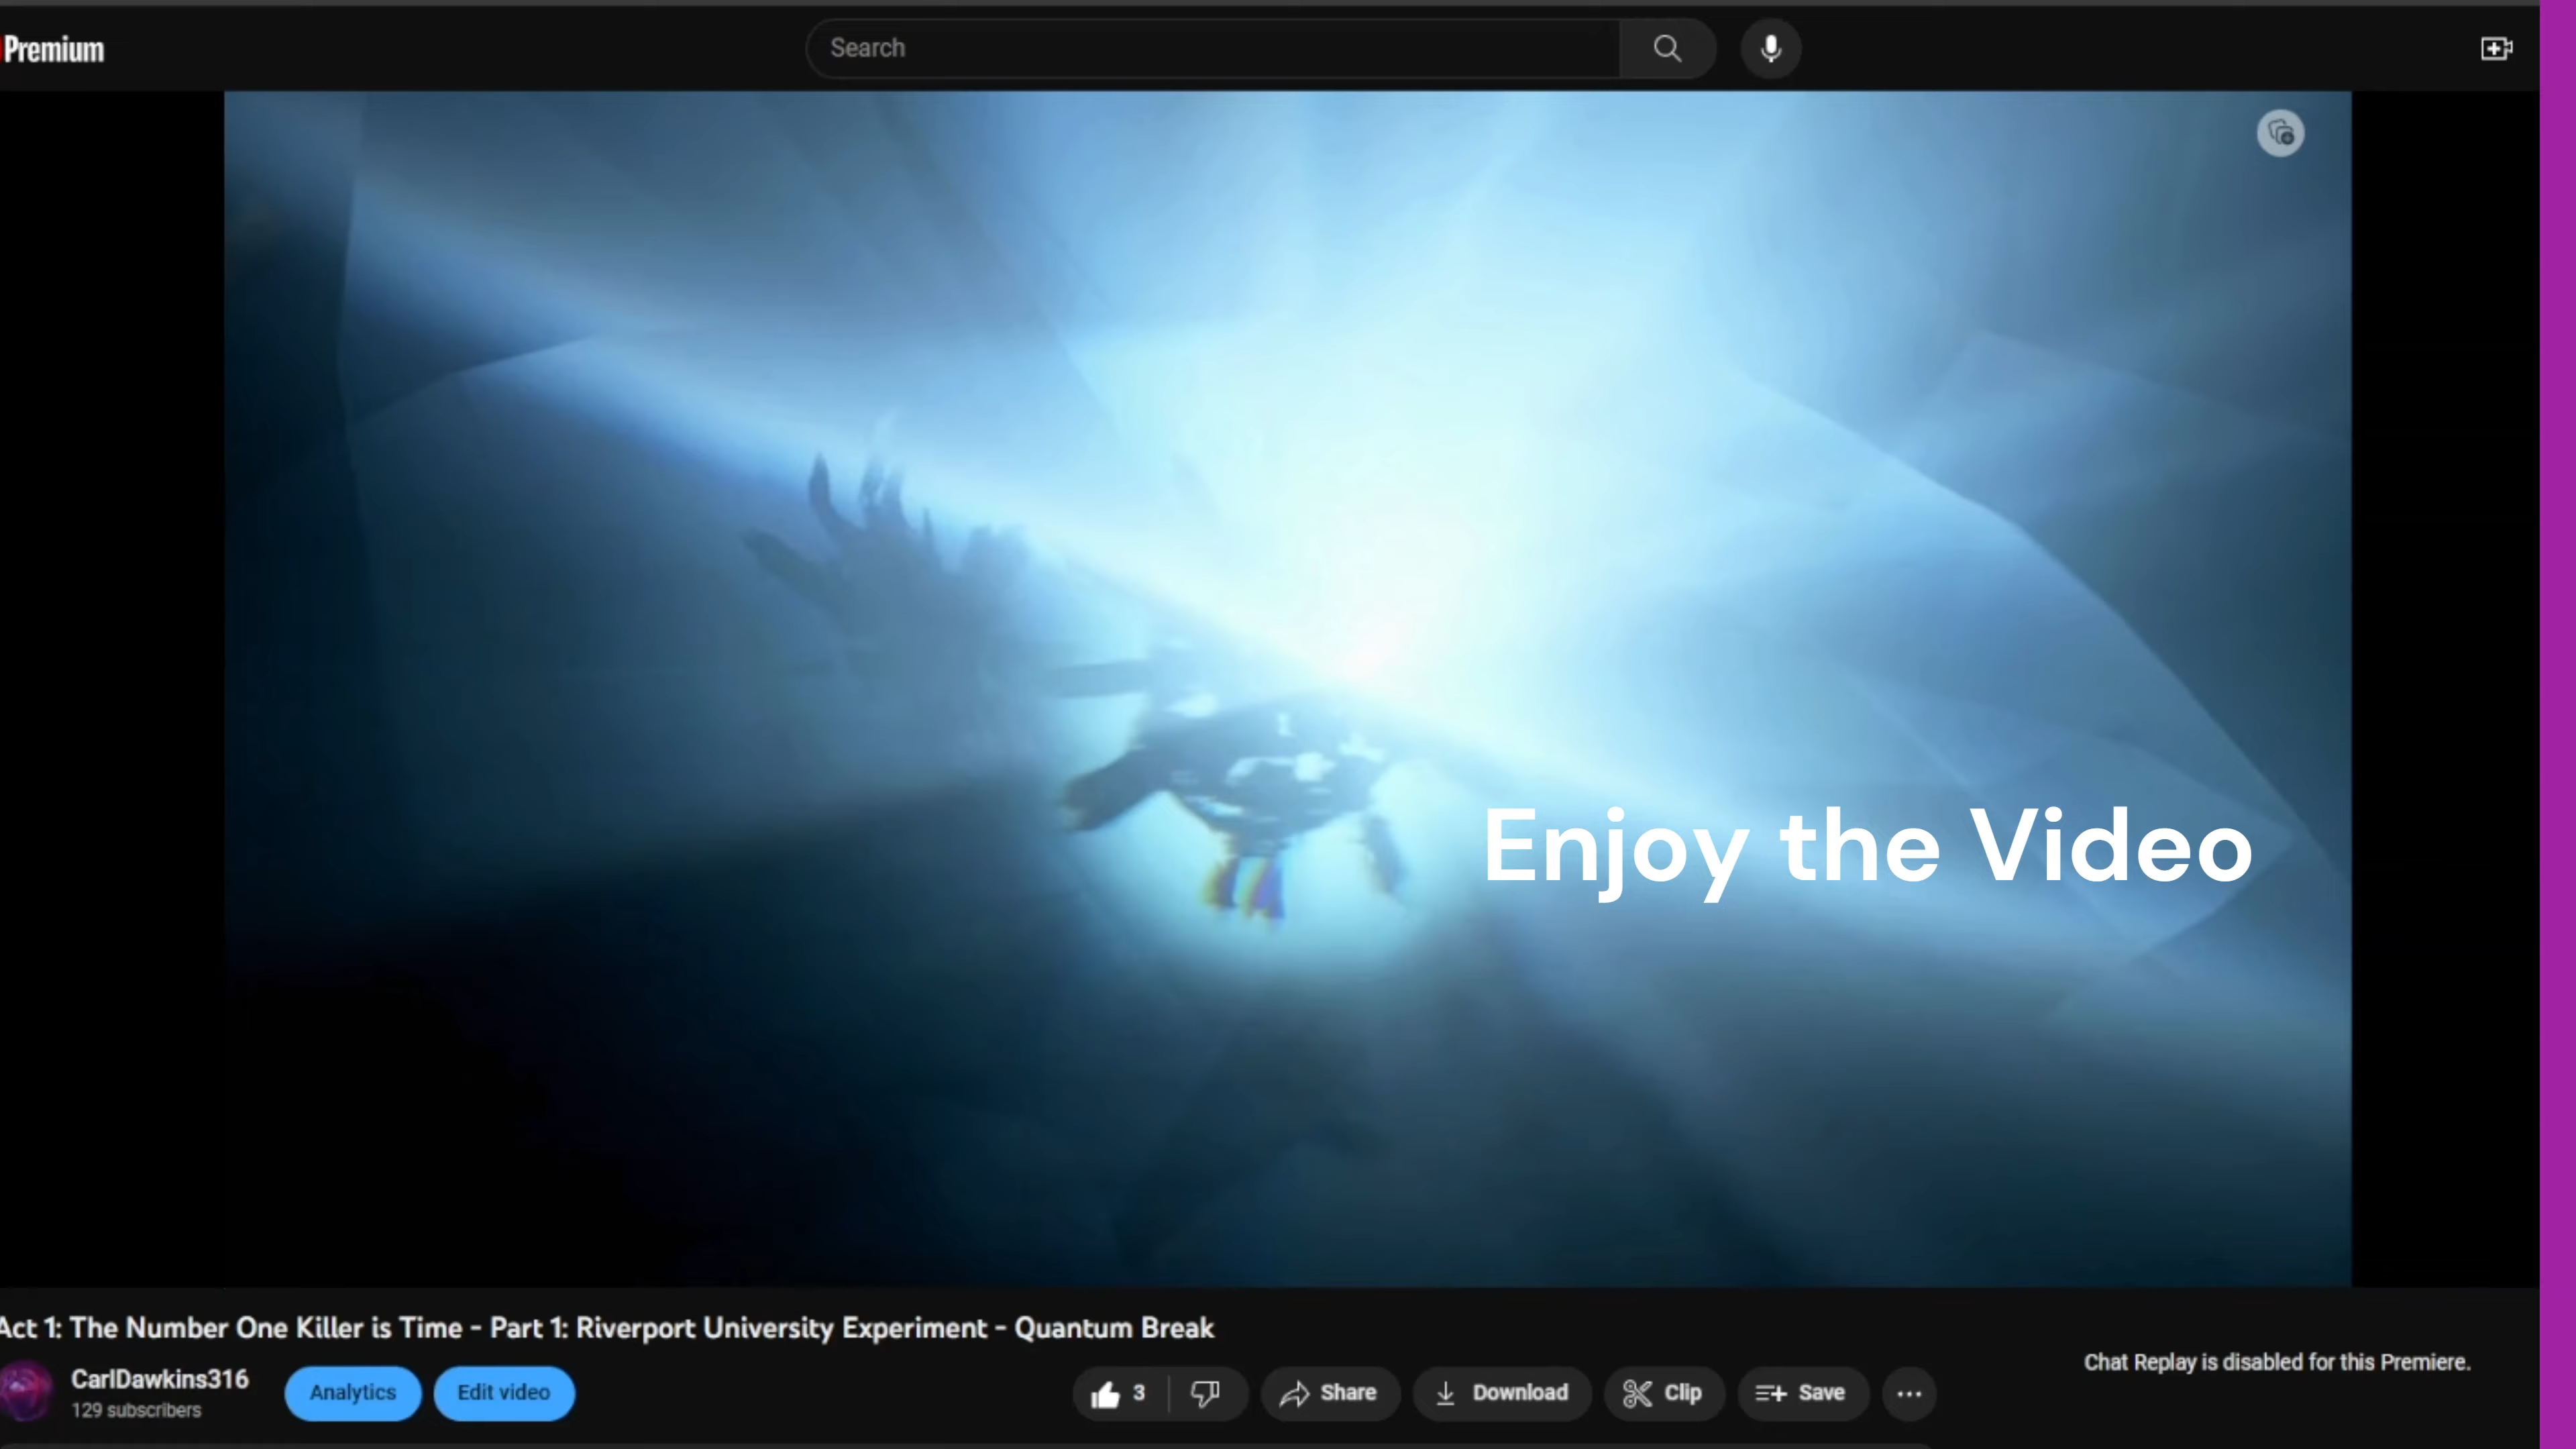 Premium
Search
Enjoy the Video
Act 1: The Number One Killer is Time - Part 1: Riverport University Experiment - Quantum Break
CarlDawkins316
129 subscribers
Analytics
Edit video
3
Share
Download
Clip
Save
Chat Replay is disabled for this Premiere.